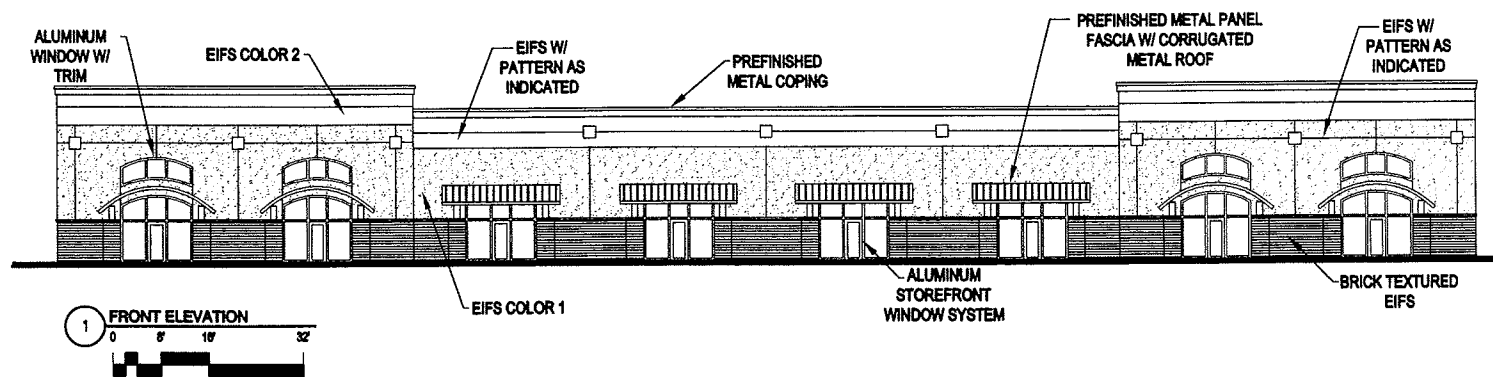 ALUMINUM
WINDOW W/
TRIM
EIFS COLOR 2
EIFS W/
PATTERN AS
INDICATED
PREFINISHED
METAL COPING
PREFINISHED METAL PANEL
FASCIA W/ CORRUGATED
METAL ROOF
EIFS W/
PATTERN AS
INDICATED
EIFS COLOR 1
ALUMINUM
STOREFRONT
WINDOW SYSTEM
BRICK TEXTURED
EIFS
1 FRONT ELEVATION
0 8' 16' 32'